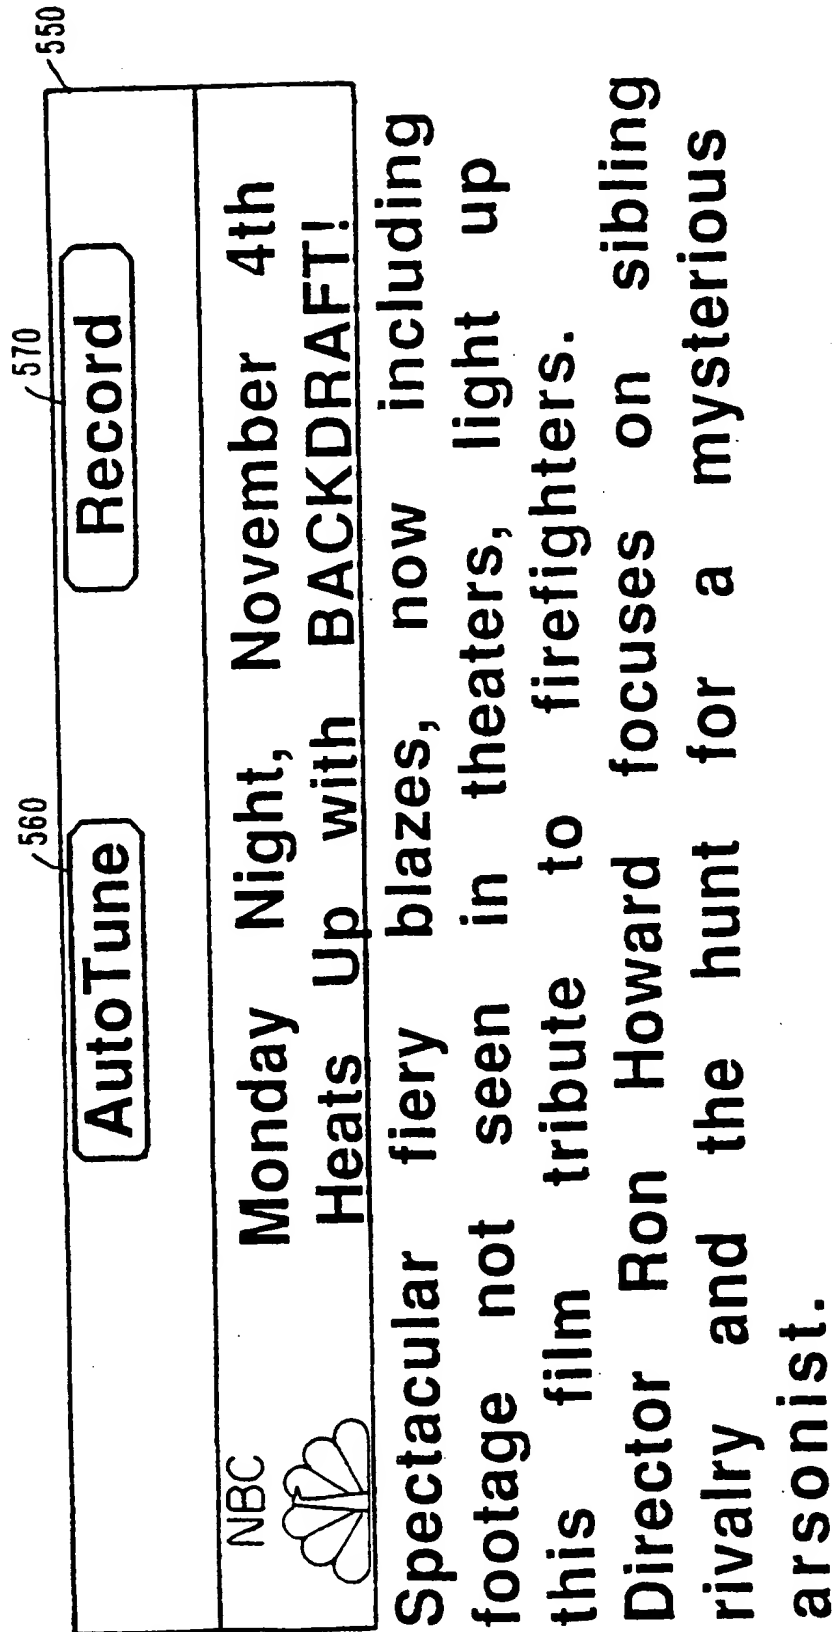 550
560
570
AutoTune Record
NBC
Monday Night, November 4th
Heats Up with BACKDRAFT!
Spectacular fiery blazes, now including
footage not seen in theaters, light up
this film tribute to firefighters.
Director Ron Howard focuses on sibling
rivalry and the hunt for a mysterious
arsonist.